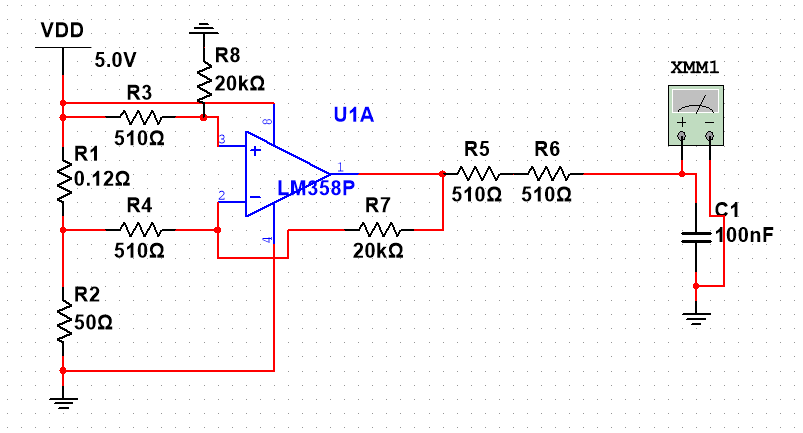 VDD
5.0V
R8
20kΩ
XMM1
R3
510Ω
U1A
8
3
+
+ −
R1
0.12Ω
1
R5
510Ω
R6
510Ω
2
−
LM358P
R4
510Ω
4
R7
20kΩ
C1
100nF
R2
50Ω